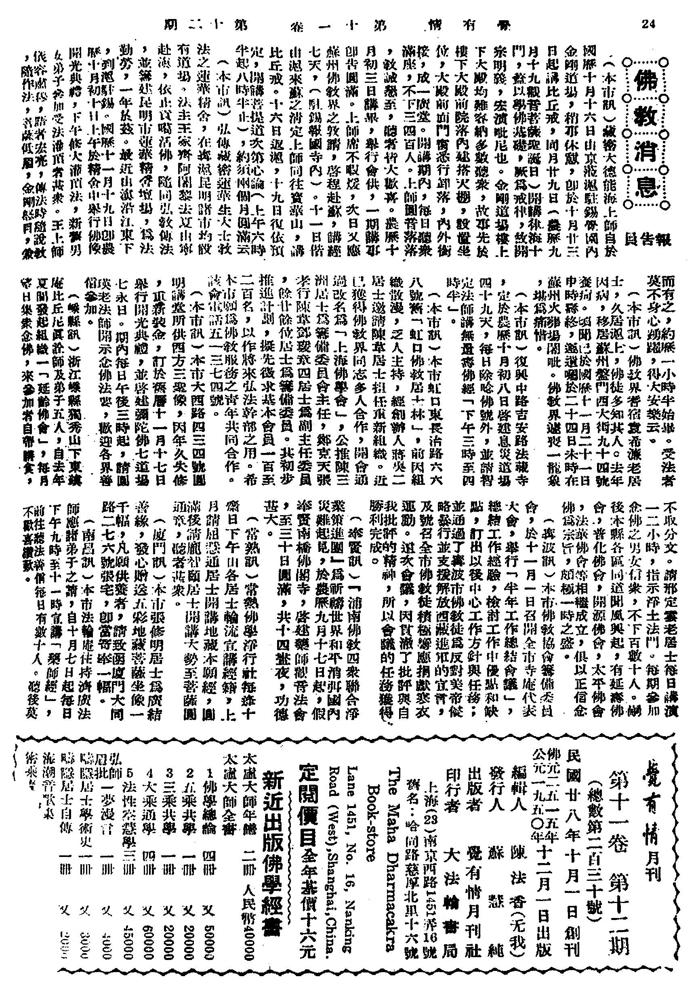 24
覺有情 第十一卷 第十二期
佛教消息
報告員
（本市訊）藏密大德能海上師自於
國曆十月十六日由京蒞滬駐錫覺園內
金剛道場，稍事休憩，卽於十月廿三
日起講比丘戒，同月廿九日（農曆九
月十九觀音菩薩聖誕日）開講律海十
門，蓋以學佛基礎，厥爲戒律，故開
宗明義，宏演毗尼也。金剛道場樓上
下大殿均難容納多數聽衆，故事先於
樓下大殿前院落內建搭天棚，設置坐
位，大殿前面門窗悉行卸落，內外銜
接，成一廣堂。開講期內，每日聽衆
滿座，不下三四百人。上師圓音落落
，敎誠懇至，聽者皆大歡喜。農曆十
月初三日講畢，舉行會供，一期講事
卽告圓滿。上師席不暇煖，次日又應
蘇州佛敎界之敦請，啓程赴蘇，講經
七天，（駐錫報國寺內）。十一日偕
由滬來蘇之淸定上師同往寶華山，講
比丘戒。十六日返滬，十九日復依預
定，開講菩提道次第心論（上午六時
半起八時半止），約須兩個月圓滿云
（本市訊）弘傳藏密蓮華生大士敎
法之蓮華精舍，在海滬昆明諸市均設
有道場。法主王家齊阿闍黎法夏由寧
赴滇，依止貢噶活佛，隨同弘敎傳法
，並籌建昆明市蓮華精舍壇場，爲法
勤勞，一年於茲。最近由滇沿江東下
，到滬駐錫。國曆十一月十九日卽農
曆十月初十日上午於精舍中舉行佛像
開光典禮，下午修大灌頂法，新舊男
女弟子參加受法灌頂者甚衆。王上師
儀容肅穆，語者宏亮，傳法時隨說敎
，隨作法，菩薩低眉，金剛怒目，兼
而有之，約歷一小時半始畢。受法者
莫不身心踴躍，得大安樂云。
（本市訊）佛敎界耆宿袁希濂老居
士，久居滬上，佛徒多知其人。去年
因病，移居蘇州盤門四大街九十四號
養疴。頃聞已於國曆十一月二十一日
申時壽終，遵遺囑於二十四日未時在
蘇州火葬場闍毗。佛敎界遽喪一龍象
，堪爲痛惜。
（本市訊）復興中路吉安路法藏寺
，定於農曆十月初八日啓建息災道場
四十九天，每日除唸佛號外，並請智
定法師講無量壽佛經「下午三時至四
時半」。
（本市訊）本市虹口東長治路六六
八號舊「虹口佛敎居士林」，前因組
織散漫，乏人主持，經創辦人蔣吳二
居士邀請陳草居士担任重新組織。近
已獲得佛敎界同志多人合作，開會通
過改名爲「上海佛學會」，公推陳三
洲居士爲籌備委員會主任，鄭克天張
孝行陳草鄧璦章四居士爲副主任委員
，餘廿餘位居士爲籌備委員。其初步
推進計劃，擬先徵求基本會員一百至
二百名，以作將來弘法幹部之用。希
本市願爲佛敎服務之靑年共同合作。
該會電話五一三七四號。
（本市訊）本市大西路四三四號圓
明講堂所供西方三聖像，因年久失修
，頂新裝金，訂於舊曆十一月十七日
舉行開光典禮，並啓建彌陀佛七道場
七永日。期內每日午後三時起，請圓
瑛老法師開示念佛法要，歡迎各界善
信參加。
（嵊縣訊）浙江嵊縣獨秀山下東鎭
庵比丘尼眞詮師及弟子五人，自去年
夏間發起組織一「延齡佛會」，每月
常日集衆念佛，來參加者自帶膳食，
不取分文。請邢定雲老居士每日講演
一二小時，指示淨土法門。每期參加
念佛之男女信衆，不下百數十人。嗣
後本縣各區同道聞風興起，有延壽佛
會，普化佛會，開源佛會，太平佛會
，法華佛會等相繼成立，俱以正信念
佛爲宗旨，頗極一時之盛。
（寗波訊）本市佛敎協會籌備委員
會，於十一月一日召開全市寺庵代表
大會，舉行「半年工作總結會議」，
總結工作經驗，檢討工作中優點和缺
點，訂出以後中心工作方針與任務；
並通過了寗波市佛敎徒爲反對美帝侵
略暴行並支援解放西藏進軍的宣言，
及號召全市佛敎徒積極響應捐獻寒衣
運動。這次會議，因貫澈了批評與自
我批評的精神，所以會議的任務獲得
勝利完成。
（奉賢訊）「浦南佛敎四衆聯合淨
業策進團」爲祈禱世界和平消弭國內
災難起見，於農曆九月十七日起，假
奉賢南橋佛閣寺，啓建藥師觀音法會
，至三十日圓滿，共十四晝夜，功德
甚大。
（常熟訊）常熟佛學淨行社每逢十
齋日下午由各居士輪流宣講經籍，上
月請屈慧通居士開講地藏本願經，圓
滿後請龐智頤居士開講大勢至菩薩圓
通章，聽者甚衆。
（廈門訊）本市張修明居士爲廣結
善緣，發心贈送五彩地藏菩薩坐像一
千幅，凡願供養者，請致函廈門大同
路二七六號張宅，卽當寄奉一幅。
（南昌訊）本市法輪庵住持濟廣法
師應諸弟子之請，自十月七日起每日
下午九時至十一時宣講「藥師經」，
前往聽法善信每日有數十人。聽後莫
不歡喜讚歎。
覺有情月刊
第十一卷 第十二期
（總數第二百三十號）
民國廿八年十月一日創刊
佛元二五一五年
公元一九五〇年 十二月一日出版
編輯人 陳法香（无我）
發行人 蘇慧純
出版者 覺有情月刊社
印行者 大法輪書局
上海(23)南京西路1451弄16號
舊名：哈同路慈厚北里十六號
The Maha Dharmacakra
Book-store
Lane 1451, No. 16, Nanking
Road (West), Shanghai, China.
定閱價目全年基價十六元
新近出版佛學經書
太虛大師年譜 二冊 人民幣40000
太虛大師全書
1 佛學總論 四冊 〤 50000
2 五乘共學 一冊 〤 20000
3 三乘共學 一冊 〤 20000
4 大乘通學 四冊 〤 60000
5 法性空慧學 三冊 〤 45000
弘師眉批一夢漫言 一冊 〤 4000
聽隱居士學術史 一冊 〤 3000
聽隱居士自傳 一冊 〤
海潮音歌集
密乘